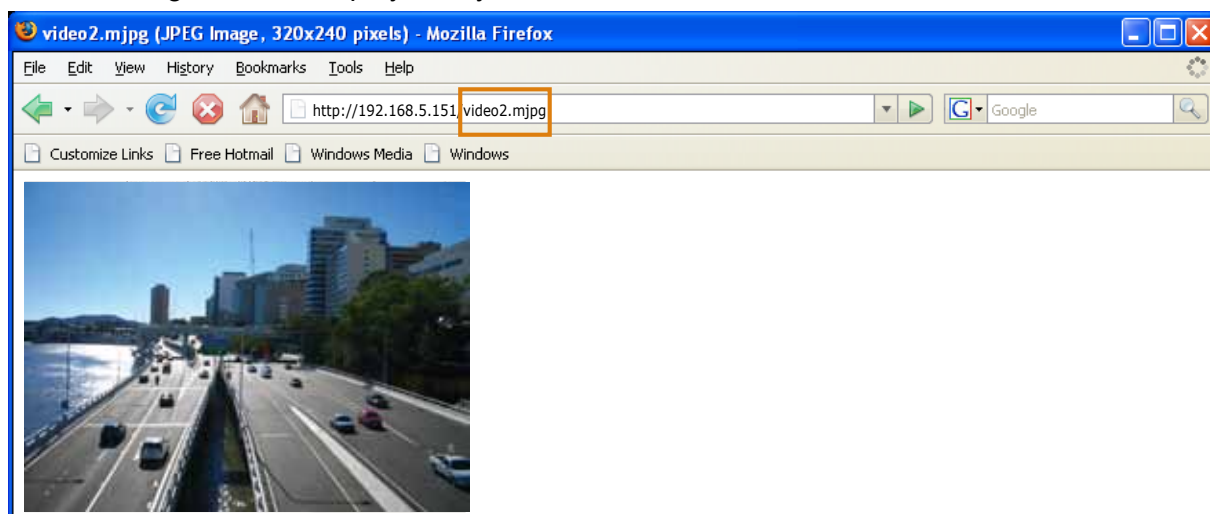 video2.mjpg (JPEG Image, 320x240 pixels) - Mozilla Firefox
File Edit View History Bookmarks Tools Help
http://192.168.5.151/video2.mjpg G Google
Customize Links Free Hotmail Windows Media Windows